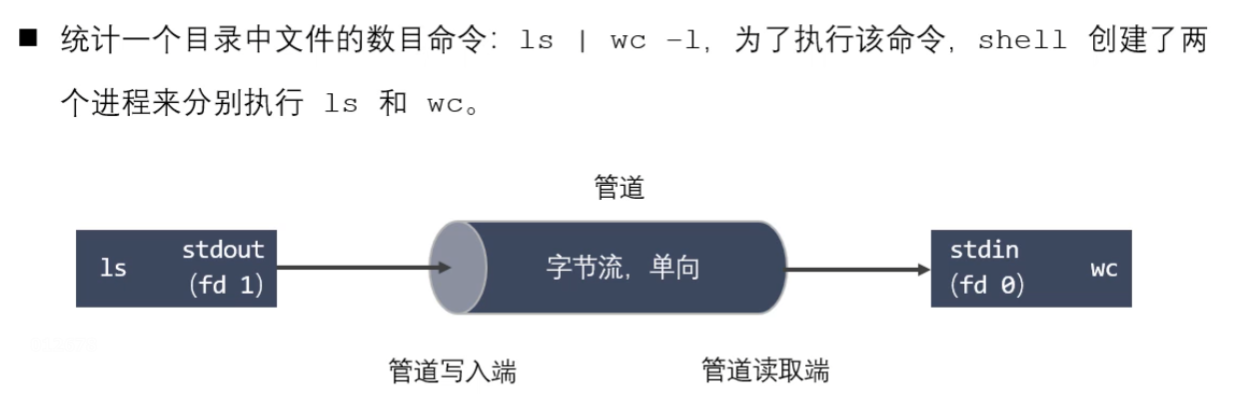 ■ 统计一个目录中文件的数目命令：ls | wc –l，为了执行该命令，shell 创建了两
个进程来分别执行 ls 和 wc。
管道
ls stdout (fd 1)
字节流，单向
stdin (fd 0) wc
管道写入端
管道读取端